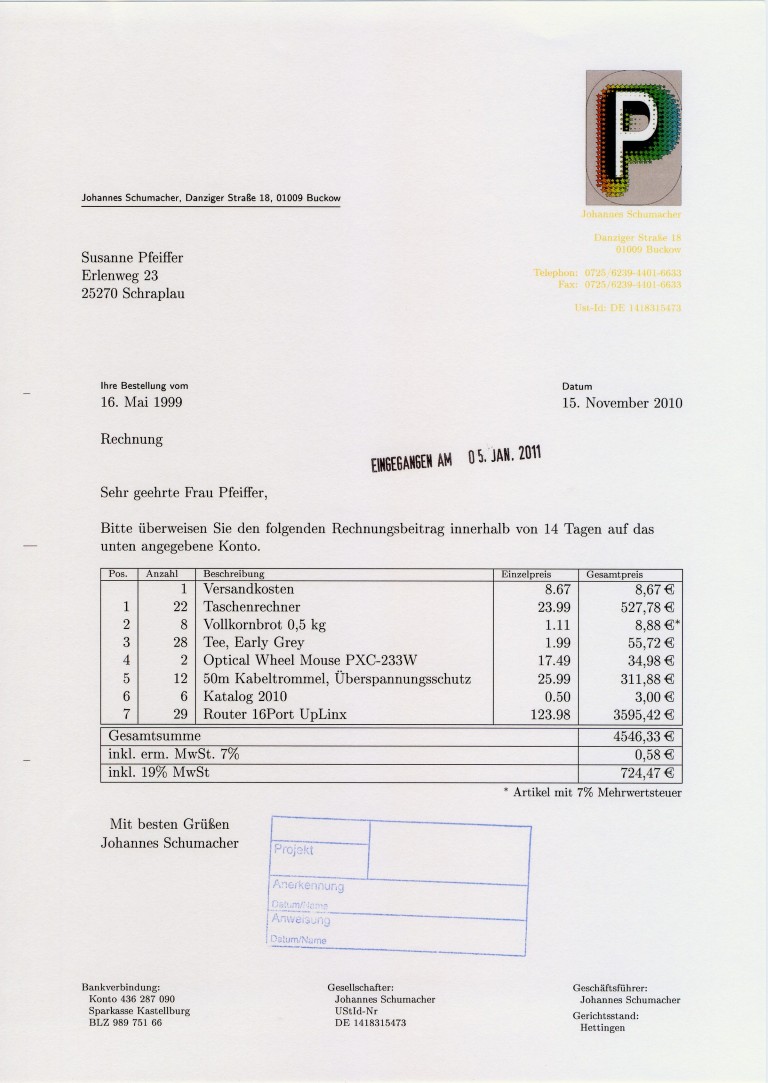 P
Johannes Schumacher
Danziger Straße 18
01009 Buckow
Telephon: 0725/6239-4401-6633
Fax: 0725/6239-4401-6633
Ust-Id: DE 1418315473
Johannes Schumacher, Danziger Straße 18, 01009 Buckow
Susanne Pfeiffer
Erlenweg 23
25270 Schraplau
Ihre Bestellung vom Datum
16. Mai 1999 15. November 2010
Rechnung
EINGEGANGEN AM 05. JAN. 2011
Sehr geehrte Frau Pfeiffer,
Bitte überweisen Sie den folgenden Rechnungsbeitrag innerhalb von 14 Tagen auf das
unten angegebene Konto.
Pos. Anzahl Beschreibung Einzelpreis Gesamtpreis
1 Versandkosten 8.67 8,67 €
1 22 Taschenrechner 23.99 527,78 €
2 8 Vollkornbrot 0,5 kg 1.11 8,88 €*
3 28 Tee, Early Grey 1.99 55,72 €
4 2 Optical Wheel Mouse PXC-233W 17.49 34,98 €
5 12 50m Kabeltrommel, Überspannungsschutz 25.99 311,88 €
6 6 Katalog 2010 0.50 3,00 €
7 29 Router 16Port UpLinx 123.98 3595,42 €
Gesamtsumme 4546,33 €
inkl. erm. MwSt. 7% 0,58 €
inkl. 19% MwSt 724,47 €
* Artikel mit 7% Mehrwertsteuer
Mit besten Grüßen
Johannes Schumacher
Projekt
Anerkennung
Datum/Name
Anweisung
Datum/Name
Bankverbindung:
Konto 436 287 090
Sparkasse Kastellburg
BLZ 989 751 66
Gesellschafter:
Johannes Schumacher
UStId-Nr
DE 1418315473
Geschäftsführer:
Johannes Schumacher
Gerichtsstand:
Hettingen